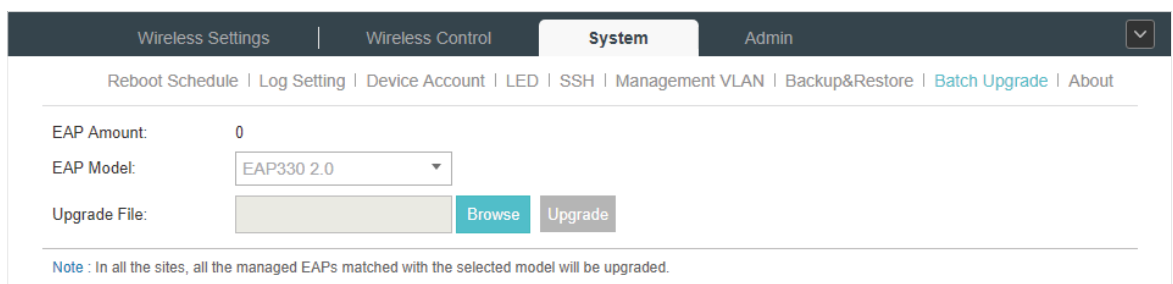 Wireless Settings | Wireless Control System Admin
Reboot Schedule | Log Setting | Device Account | LED | SSH | Management VLAN | Backup&Restore | Batch Upgrade | About
EAP Amount: 0
EAP Model: EAP330 2.0
Upgrade File: Browse Upgrade
Note : In all the sites, all the managed EAPs matched with the selected model will be upgraded.